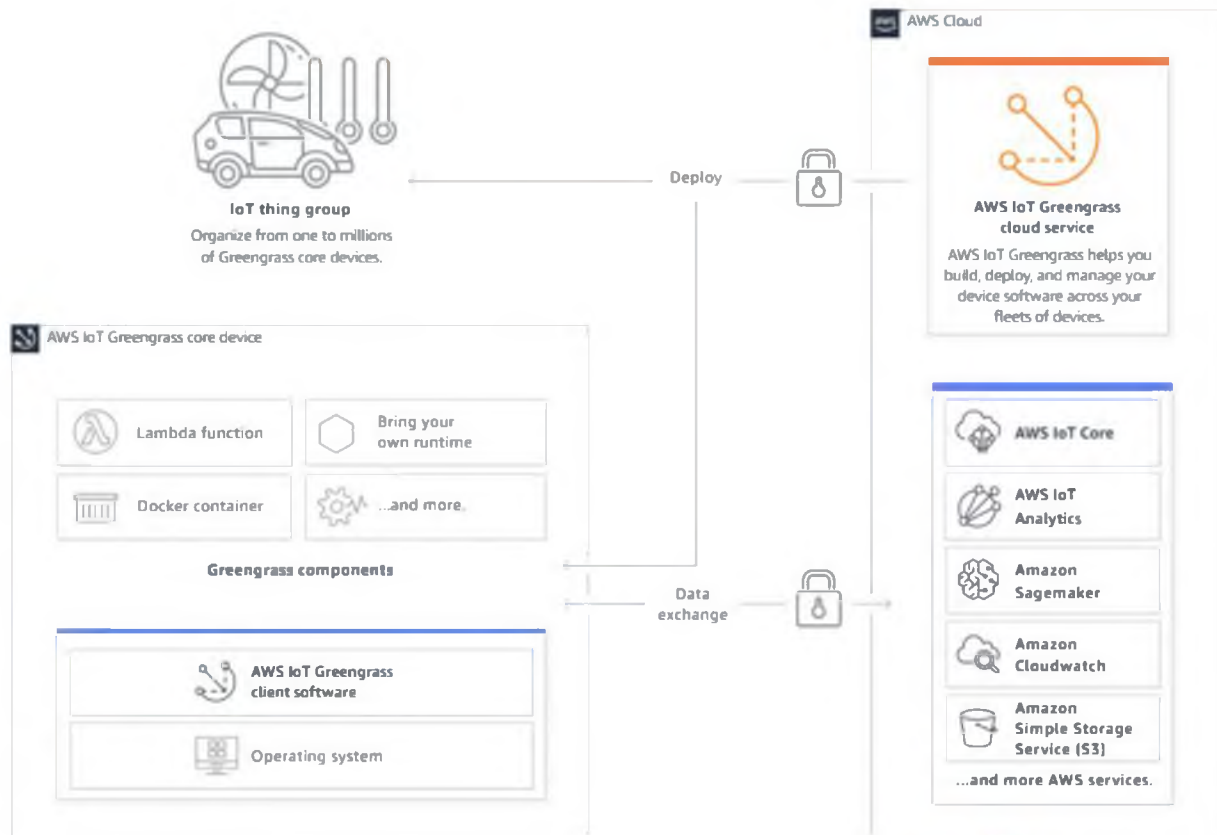 AWS Cloud
Deploy
IoT thing group
Organize from one to millions
of Greengrass core devices.
AWS IoT Greengrass
cloud service
AWS IoT Greengrass helps you
build, deploy, and manage your
device software across your
fleets of devices.
AWS IoT Greengrass core device
Lambda function
Bring your
own runtime
Docker container
...and more.
Greengrass components
AWS IoT Greengrass
client software
Operating system
Data
exchange
AWS IoT Core
AWS IoT
Analytics
Amazon
Sagemaker
Amazon
Cloudwatch
Amazon
Simple Storage
Service (S3)
...and more AWS services.